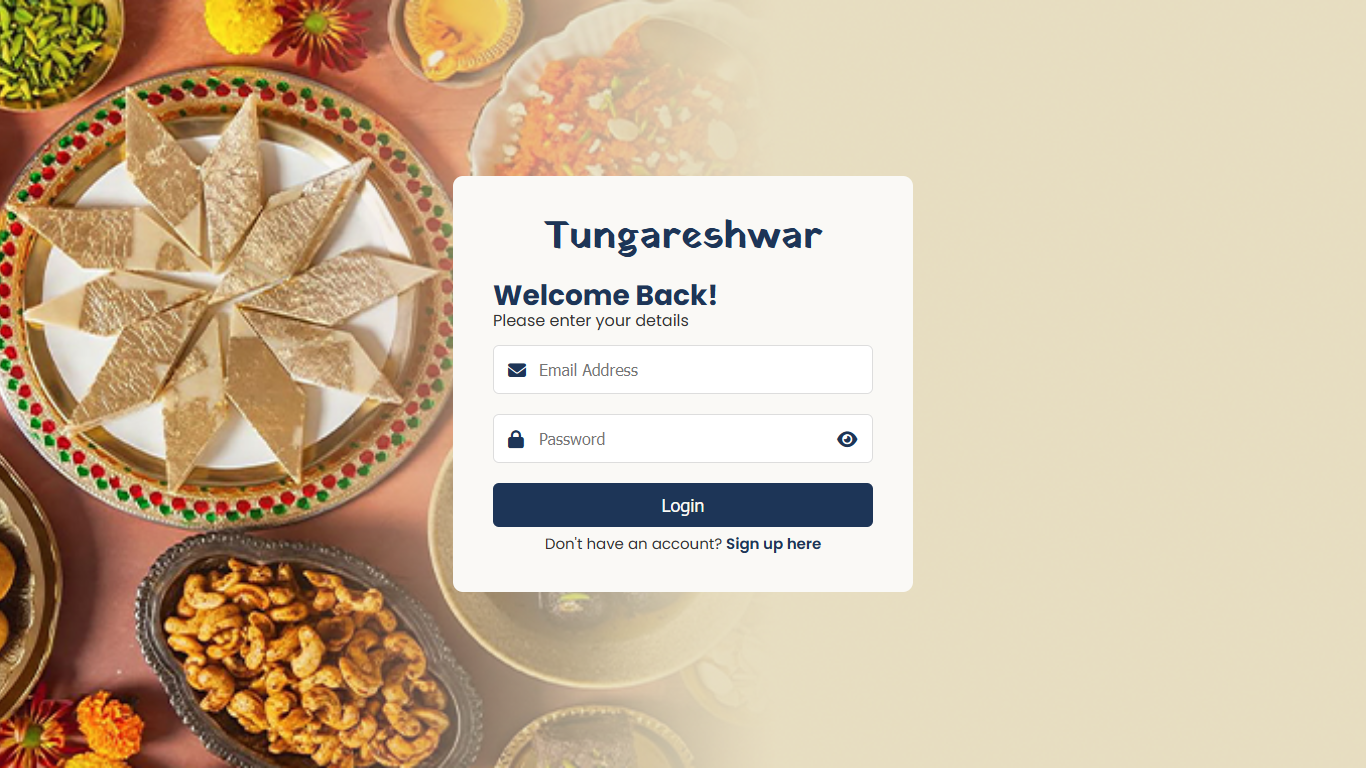 Tungareshwar
Welcome Back!
Please enter your details
Email Address
Password
Login
Don't have an account? Sign up here